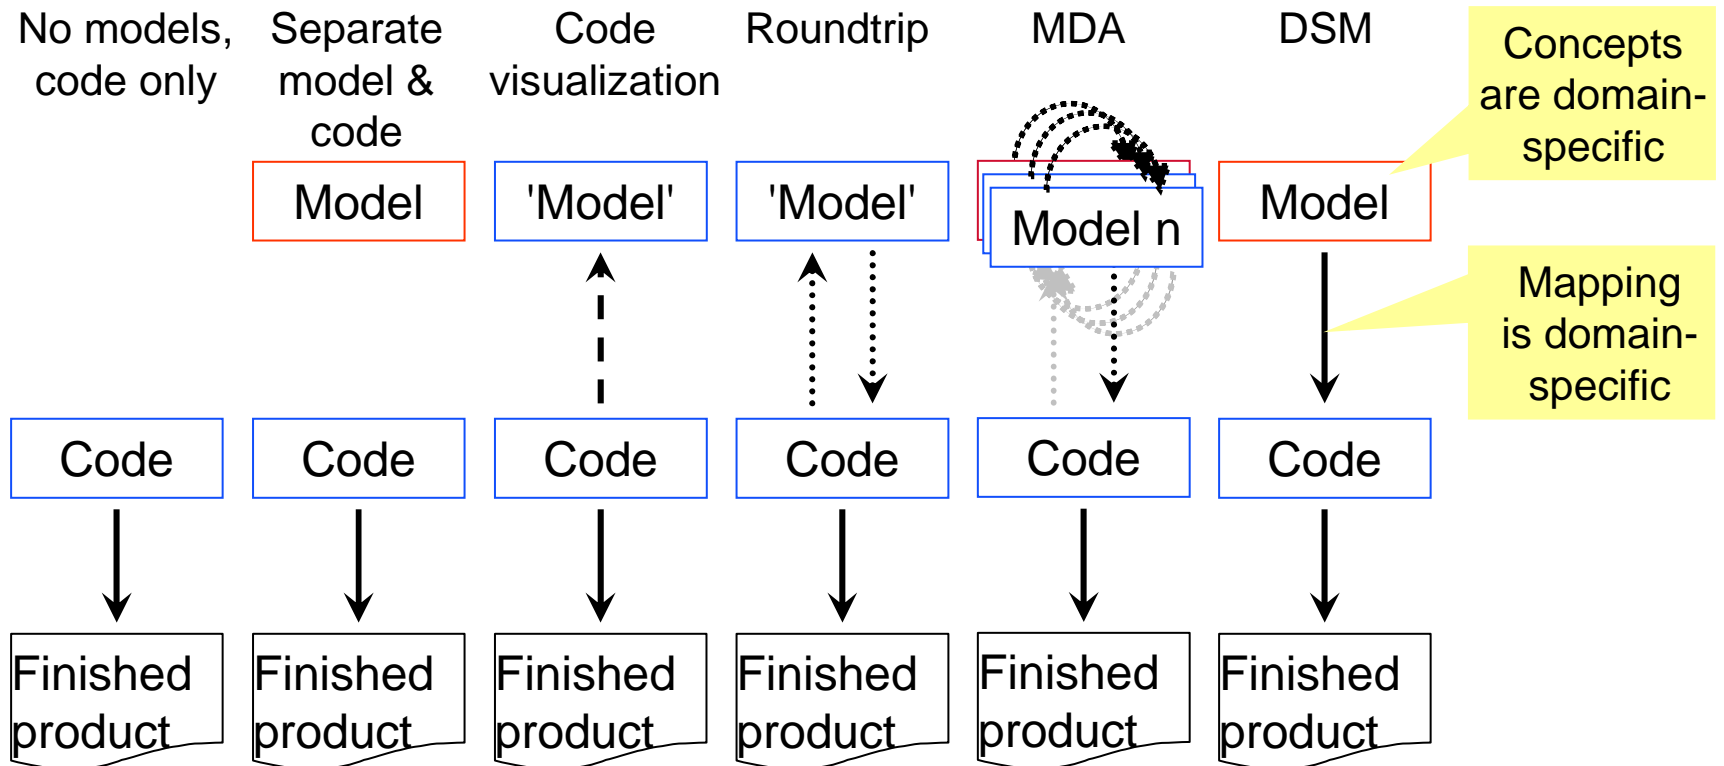 No models,
code only
Separate
model &
code
Code
visualization
Roundtrip
MDA
DSM
Concepts
are domain-
specific
Model
'Model'
'Model'
Model n
Model
Mapping
is domain-
specific
Code
Code
Code
Code
Code
Code
Finished
product
Finished
product
Finished
product
Finished
product
Finished
product
Finished
product